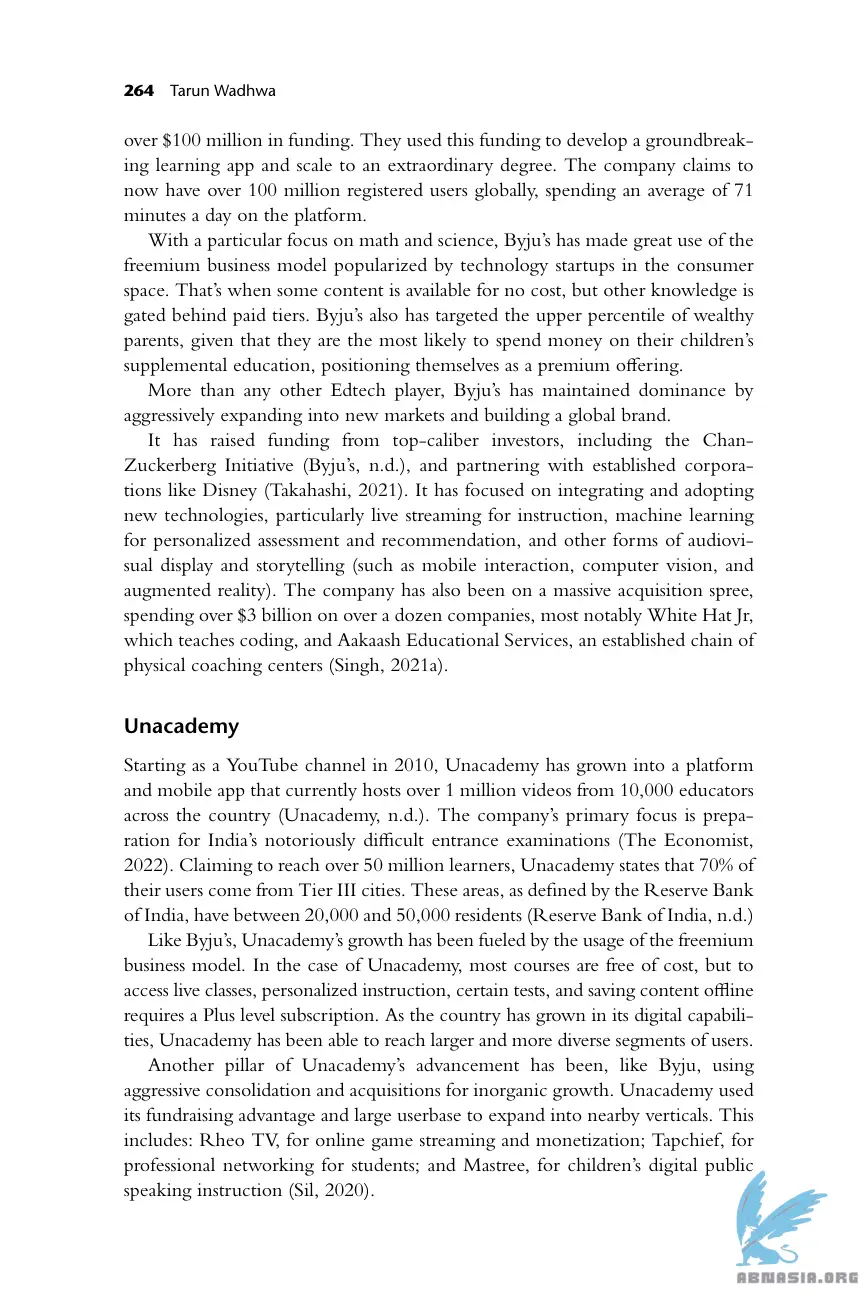 264 Tarun Wadhwa
over $100 million in funding. They used this funding to develop a groundbreak-
ing learning app and scale to an extraordinary degree. The company claims to
now have over 100 million registered users globally, spending an average of 71
minutes a day on the platform.
With a particular focus on math and science, Byju's has made great use of the
freemium business model popularized by technology startups in the consumer
space. That's when some content is available for no cost, but other knowledge is
gated behind paid tiers. Byju's also has targeted the upper percentile of wealthy
parents, given that they are the most likely to spend money on their children's
supplemental education, positioning themselves as a premium offering.
More than any other Edtech player, Byju's has maintained dominance by
aggressively expanding into new markets and building a global brand.
It has raised funding from top-caliber investors, including the Chan-
Zuckerberg Initiative (Byju's, n.d.), and partnering with established corpora-
tions like Disney (Takahashi, 2021). It has focused on integrating and adopting
new technologies, particularly live streaming for instruction, machine learning
for personalized assessment and recommendation, and other forms of audiovi-
sual display and storytelling (such as mobile interaction, computer vision, and
augmented reality). The company has also been on a massive acquisition spree,
spending over $3 billion on over a dozen companies, most notably White Hat Jr,
which teaches coding, and Aakaash Educational Services, an established chain of
physical coaching centers (Singh, 2021a).
Unacademy
Starting as a YouTube channel in 2010, Unacademy has grown into a platform
and mobile app that currently hosts over 1 million videos from 10,000 educators
across the country (Unacademy, n.d.). The company's primary focus is prepa-
ration for India's notoriously difficult entrance examinations (The Economist,
2022). Claiming to reach over 50 million learners, Unacademy states that 70% of
their users come from Tier III cities. These areas, as defined by the Reserve Bank
of India, have between 20,000 and 50,000 residents (Reserve Bank of India, n.d.)
Like Byju's, Unacademy's growth has been fueled by the usage of the freemium
business model. In the case of Unacademy, most courses are free of cost, but to
access live classes, personalized instruction, certain tests, and saving content offline
requires a Plus level subscription. As the country has grown in its digital capabili-
ties, Unacademy has been able to reach larger and more diverse segments of users.
Another pillar of Unacademy's advancement has been, like Byju, using
aggressive consolidation and acquisitions for inorganic growth. Unacademy used
its fundraising advantage and large userbase to expand into nearby verticals. This
includes: Rheo TV, for online game streaming and monetization; Tapchief, for
professional networking for students; and Mastree, for children's digital public
speaking instruction (Sil, 2020).
ABNASIA.ORG